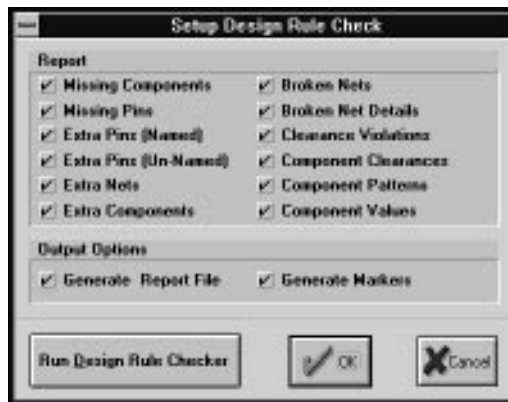 Setup Design Rule Check
Report
Missing Components
Missing Pins
Extra Pins (Named)
Extra Pins (Un-Named)
Extra Nets
Extra Components
Broken Nets
Broken Net Details
Clearance Violations
Component Clearances
Component Patterns
Component Values
Output Options
Generate Report File
Generate Markers
Run Design Rule Checker
OK
Cancel